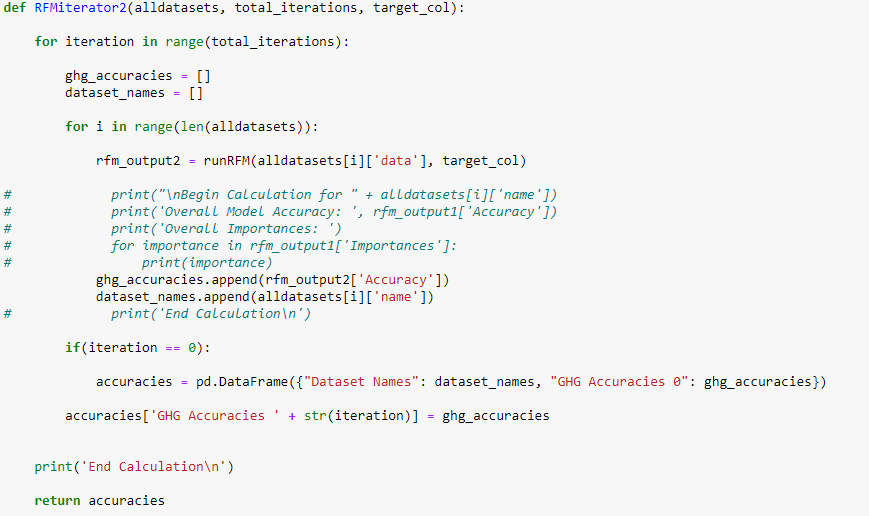 def RFMiterator2(alldatasets, total_iterations, target_col):
for iteration in range(total_iterations):
ghg_accuracies = []
dataset_names = []
for i in range(len(alldatasets)):
rfm_output2 = runRFM(alldatasets[i]['data'], target_col)
# print("\nBegin Calculation for " + alldatasets[i]['name'])
# print('Overall Model Accuracy: ', rfm_output1['Accuracy'])
# print('Overall Importances: ')
# for importance in rfm_output1['Importances']:
# print(importance)
ghg_accuracies.append(rfm_output2['Accuracy'])
dataset_names.append(alldatasets[i]['name'])
# print('End Calculation\n')
if(iteration == 0):
accuracies = pd.DataFrame({"Dataset Names": dataset_names, "GHG Accuracies 0": ghg_accuracies})
accuracies['GHG Accuracies ' + str(iteration)] = ghg_accuracies
print('End Calculation\n')
return accuracies